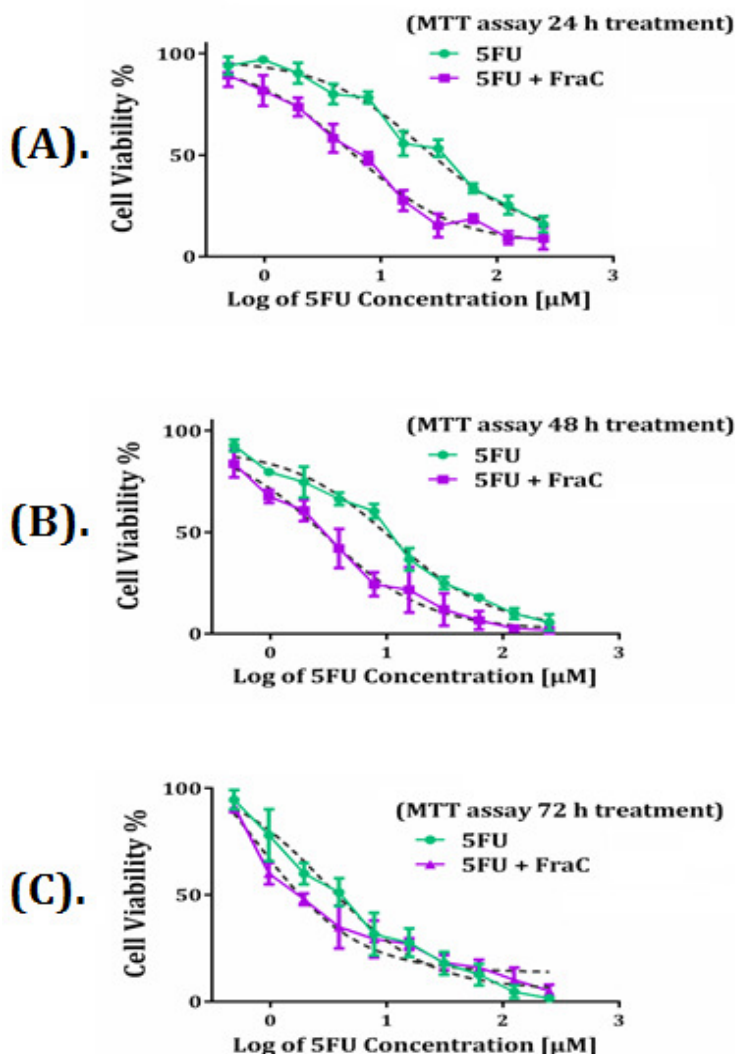 (A).
(MTT assay 24 h treatment)
5FU
5FU + FraC
Cell Viability %
100
50
0
0 1 2 3
Log of 5FU Concentration [µM]
(B).
(MTT assay 48 h treatment)
5FU
5FU + FraC
Cell Viability %
100
50
0
0 1 2 3
Log of 5FU Concentration [µM]
(C).
(MTT assay 72 h treatment)
5FU
5FU + FraC
Cell Viability %
100
50
0
0 1 2 3
Log of 5FU Concentration [µM]